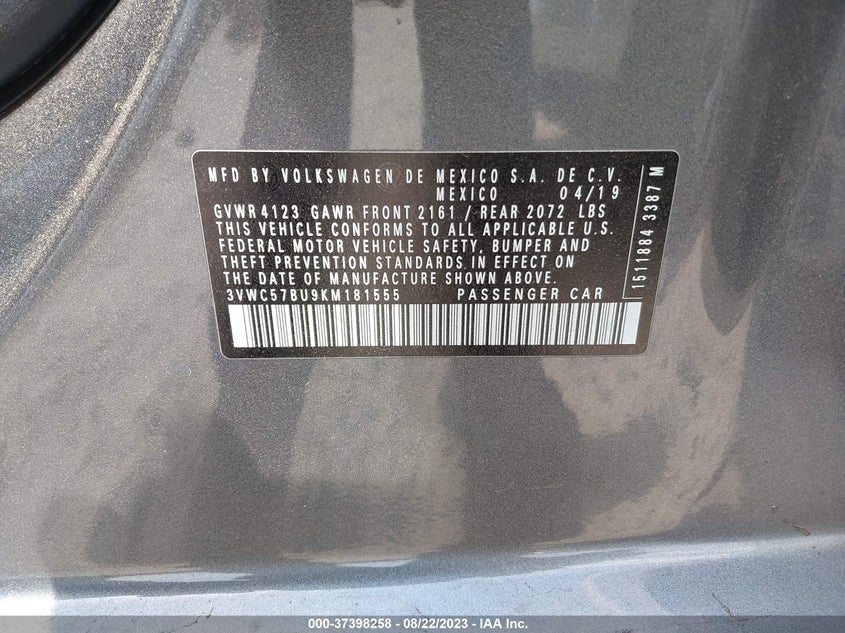 MFD BY VOLKSWAGEN DE MEXICO S.A. DE C.V.
MEXICO 04/19
GVWR 4123 GAWR FRONT 2161 / REAR 2072 LBS
THIS VEHICLE CONFORMS TO ALL APPLICABLE U.S.
FEDERAL MOTOR VEHICLE SAFETY, BUMPER AND
THEFT PREVENTION STANDARDS IN EFFECT ON
THE DATE OF MANUFACTURE SHOWN ABOVE.
3VWC57BU9KM181555 PASSENGER CAR
1511884 3387 M
000-37398258 - 08/22/2023 - IAA Inc.